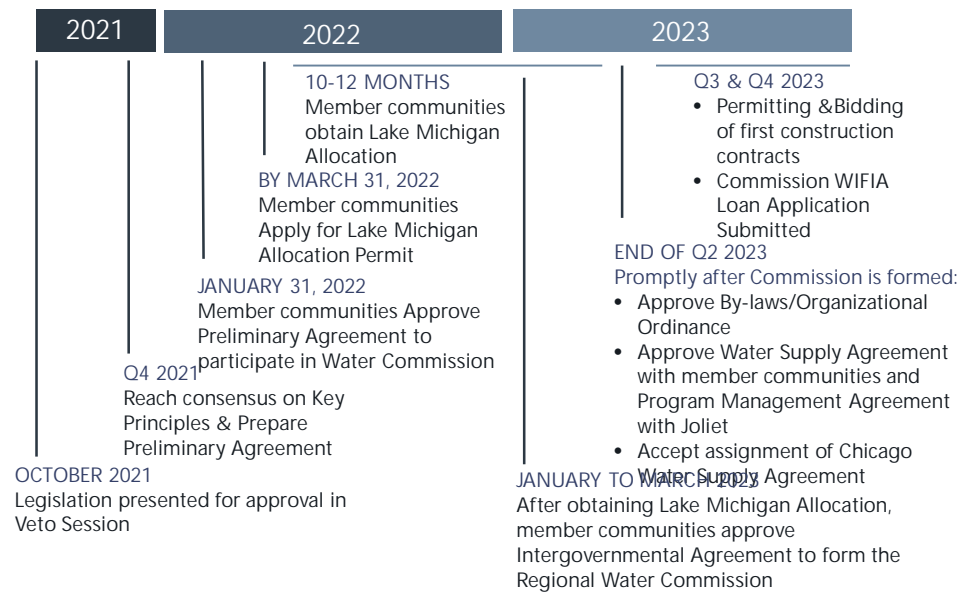 2021
2022
2023
10-12 MONTHS
Member communities
obtain Lake Michigan
Allocation
BY MARCH 31, 2022
Member communities
Apply for Lake Michigan
Allocation Permit
JANUARY 31, 2022
Member communities Approve
Preliminary Agreement to
participate in Water Commission
Q4 2021
Reach consensus on Key
Principles & Prepare
Preliminary Agreement
OCTOBER 2021
Legislation presented for approval in
Veto Session
Q3 & Q4 2023
• Permitting &Bidding
of first construction
contracts
• Commission WIFIA
Loan Application
Submitted
END OF Q2 2023
Promptly after Commission is formed:
• Approve By-laws/Organizational
Ordinance
• Approve Water Supply Agreement
with member communities and
Program Management Agreement
with Joliet
• Accept assignment of Chicago
Water Supply Agreement
JANUARY TO MARCH 2023
After obtaining Lake Michigan Allocation,
member communities approve
Intergovernmental Agreement to form the
Regional Water Commission